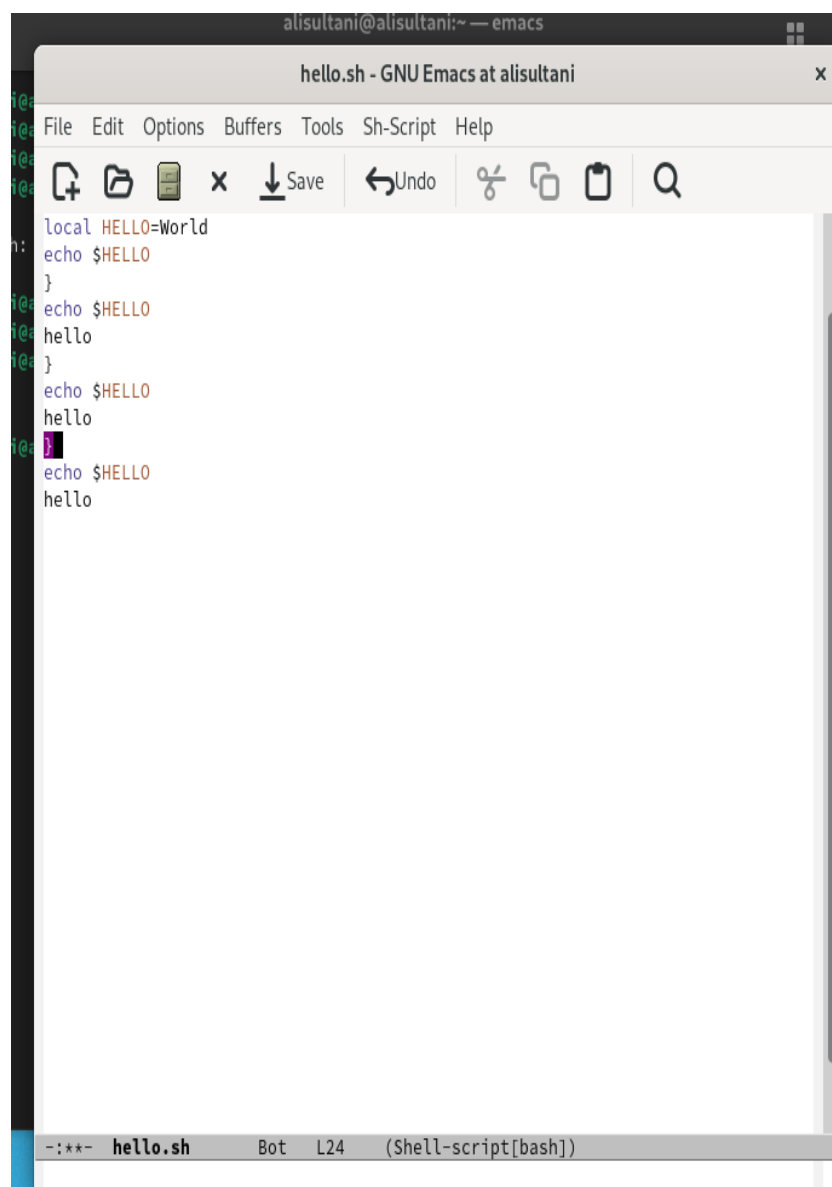 alisultani@alisultani:~ — emacs
hello.sh - GNU Emacs at alisultani
x
File Edit Options Buffers Tools Sh-Script Help
Save Undo
local HELLO=World
echo $HELLO
}
echo $HELLO
hello
}
echo $HELLO
hello
}
echo $HELLO
hello
-:**- hello.sh Bot L24 (Shell-script[bash])